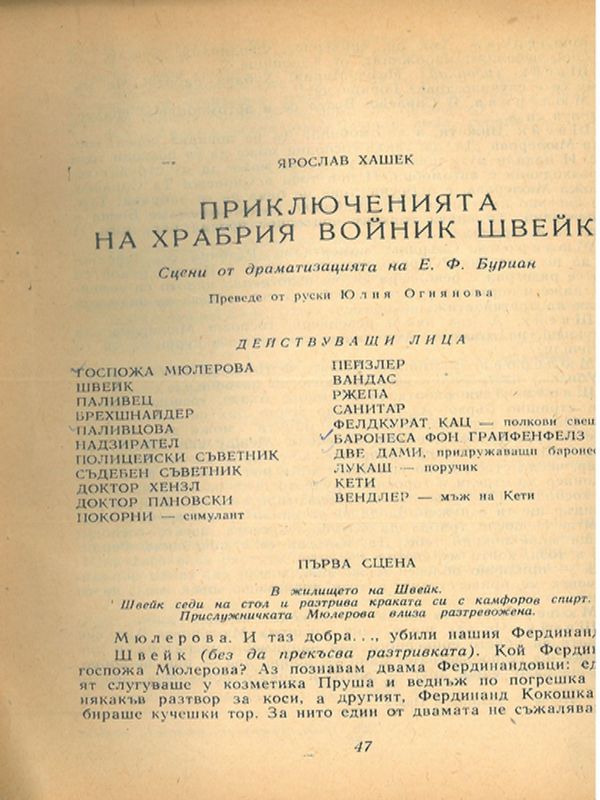 ЯРОСЛАВ ХАШЕК
ПРИКЛЮЧЕНИЯТА
НА ХРАБРИЯ ВОЙНИК ШВЕЙК
Сцени от драматизацията на Е. Ф. Буриан
Преведе от руски Юлия Огнянова
ДЕЙСТВУВАЩИ ЛИЦА
ГОСПОЖА МЮЛЕРОВА
ШВЕЙК
ПАЛИВЕЦ
БРЕХШНАЙДЕР
ПАЛИВЦОВА
НАДЗИРАТЕЛ
ПОЛИЦЕЙСКИ СЪВЕТНИК
СЪДЕБЕН СЪВЕТНИК
ДОКТОР ХЕНЗЛ
ДОКТОР ПАНОВСКИ
ПОКОРНИ — симулант
ПЕЙЗЛЕР
ВАНДАС
РЖЕПА
САНИТАР
ФЕЛДКУРАТ КАЦ — полкови свещ
БАРОНЕСА ФОН ГРАЙФЕНФЕЛЗ
ДВЕ ДАМИ, придружаващи баронес
ЛУКАШ — поручик
КЕТИ
ВЕНДЛЕР — мъж на Кети
ПЪРВА СЦЕНА
В жилището на Швейк.
Швейк седи на стол и разтрива краката си с камфоров спирт.
Прислужничката Мюлерова влиза разтревожена.
Мюлерова. И таз добра..., убили нашия Фердинанд
Швейк (без да прекъсва разтривката). Кой Ферди
госпожа Мюлерова? Аз познавам двама Фердинандовци: ед
ят слугуваше у козметика Пруша и веднъж по погрешка
някакъв разтвор за коси, а другият, Фердинанд Кокошка
бираше кучешки тор. За нито един от двамата не съжалява
47